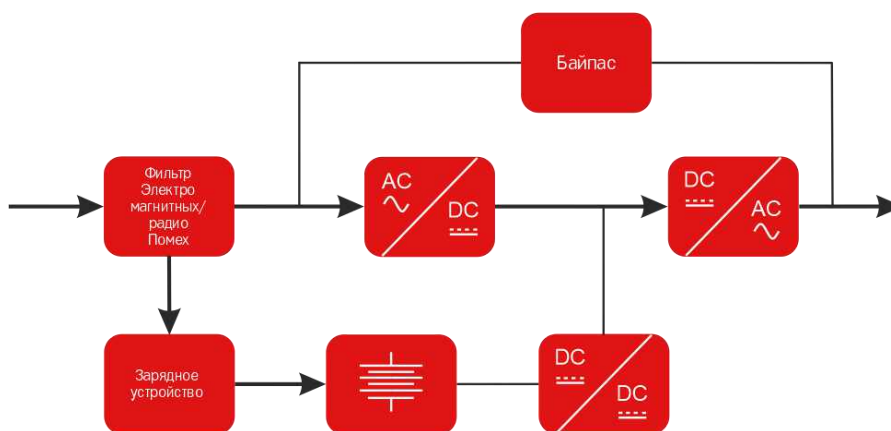 Байпас
Фильтр
Электро
магнитных/
радио
Помех
AC
DC
DC
AC
Зарядное
устройство
DC
DC